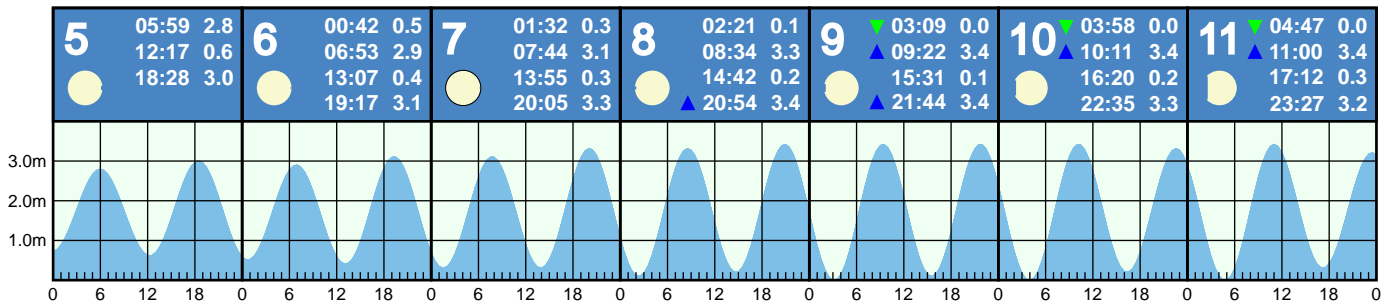 5
05:59 2.8
12:17 0.6
18:28 3.0
6
00:42 0.5
06:53 2.9
13:07 0.4
19:17 3.1
7
01:32 0.3
07:44 3.1
13:55 0.3
20:05 3.3
8
02:21 0.1
08:34 3.3
14:42 0.2
▲ 20:54 3.4
9
▼ 03:09 0.0
▲ 09:22 3.4
15:31 0.1
▲ 21:44 3.4
10
▼ 03:58 0.0
▲ 10:11 3.4
16:20 0.2
22:35 3.3
11
▼ 04:47 0.0
▲ 11:00 3.4
17:12 0.3
23:27 3.2
3.0m
2.0m
1.0m
0 6 12 18 0 6 12 18 0 6 12 18 0 6 12 18 0 6 12 18 0 6 12 18 0 6 12 18 0